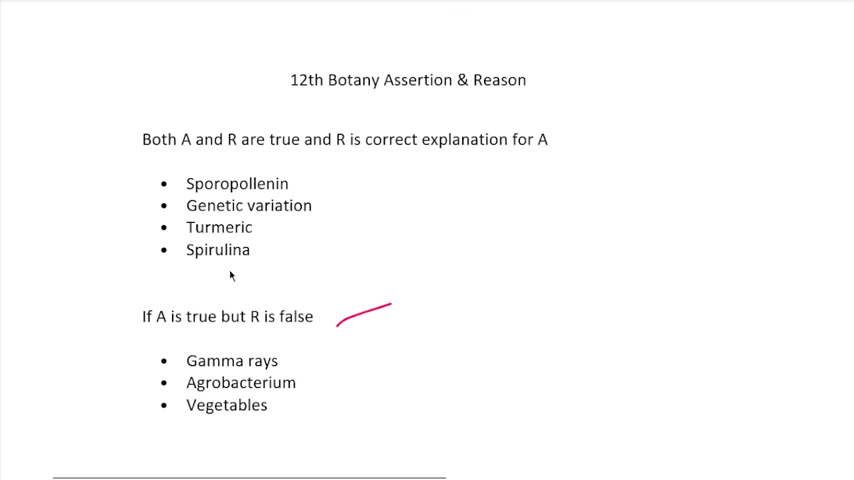 12th Botany Assertion & Reason
Both A and R are true and R is correct explanation for A
• Sporopollenin
• Genetic variation
• Turmeric
• Spirulina
If A is true but R is false
• Gamma rays
• Agrobacterium
• Vegetables